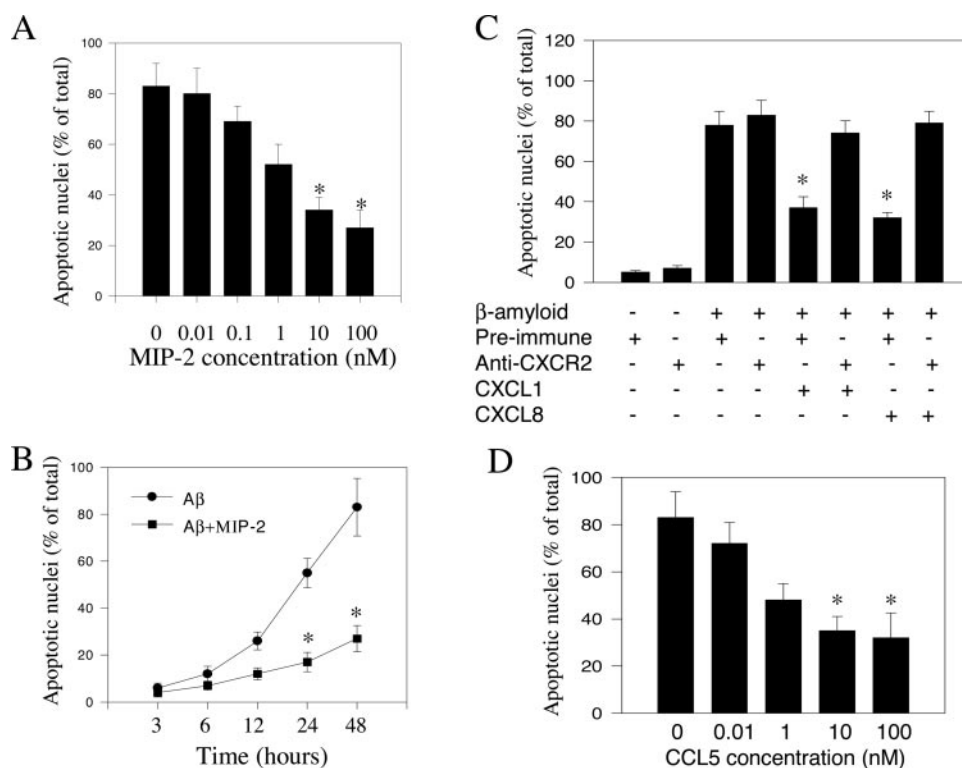 A
100
80
60
40
20
0
Apoptotic nuclei (% of total)
* *
0 0.01 0.1 1 10 100
MIP-2 concentration (nM)
B
100
80
60
40
20
0
Apoptotic nuclei (% of total)
Aβ
Aβ+MIP-2
*
*
3 6 12 24 48
Time (hours)
C
120
100
80
60
40
20
0
Apoptotic nuclei (% of total)
* *
β-amyloid - - + + + + + +
Pre-immune + - + - + - + -
Anti-CXCR2 - + - + - + - +
CXCL1 - - - - + + - -
CXCL8 - - - - - - + +
D
100
80
60
40
20
0
Apoptotic nuclei (% of total)
* *
0 0.01 1 10 100
CCL5 concentration (nM)